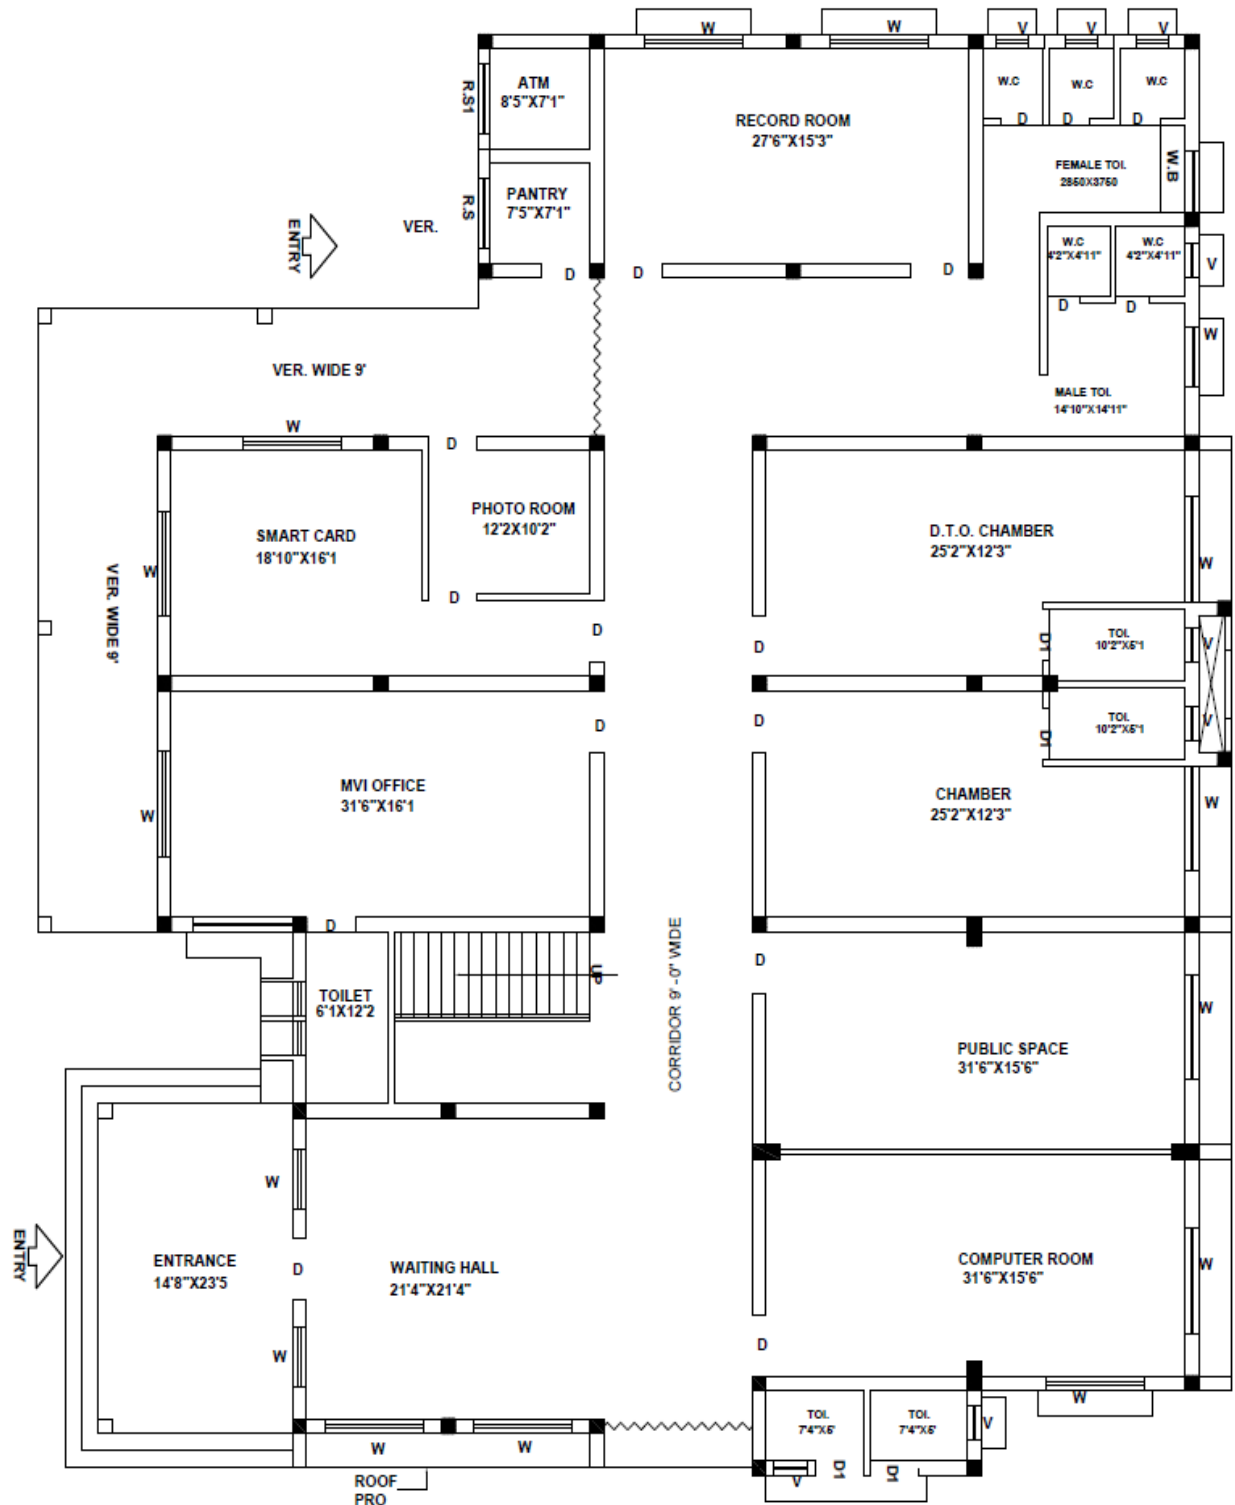 W
W
V
V
V
R.S1
ATM
8'5"X7'1"
RECORD ROOM
27'6"X15'3"
W.C
W.C
W.C
D
D
D
FEMALE TOI.
2850X3750
W.B
PANTRY
7'5"X7'1"
R.S
VER.
ENTRY
W.C
4'2"X4'11"
W.C
4'2"X4'11"
V
D
D
D
D
D
W
VER. WIDE 9'
MALE TOI.
14'10"X14'11"
W
D
SMART CARD
18'10"X16'1
PHOTO ROOM
12'2X10'2"
D.T.O. CHAMBER
25'2"X12'3"
W
W
VER. WIDE 9'
D
D
D
D1
TOI.
10'2"X5'1
V
D
D
D1
TOI.
10'2"X5'1
V
MVI OFFICE
31'6"X16'1
CHAMBER
25'2"X12'3"
W
W
D
D
CORRIDOR 9'-0" WIDE
UP
TOILET
6'1X12'2
PUBLIC SPACE
31'6"X15'6"
W
W
ENTRY
ENTRANCE
14'8"X23'5
D
WAITING HALL
21'4"X21'4"
COMPUTER ROOM
31'6"X15'6"
W
W
D
W
W
W
TOI.
7'4"X5'
TOI.
7'4"X5'
V
V
D1
D1
ROOF
PRO